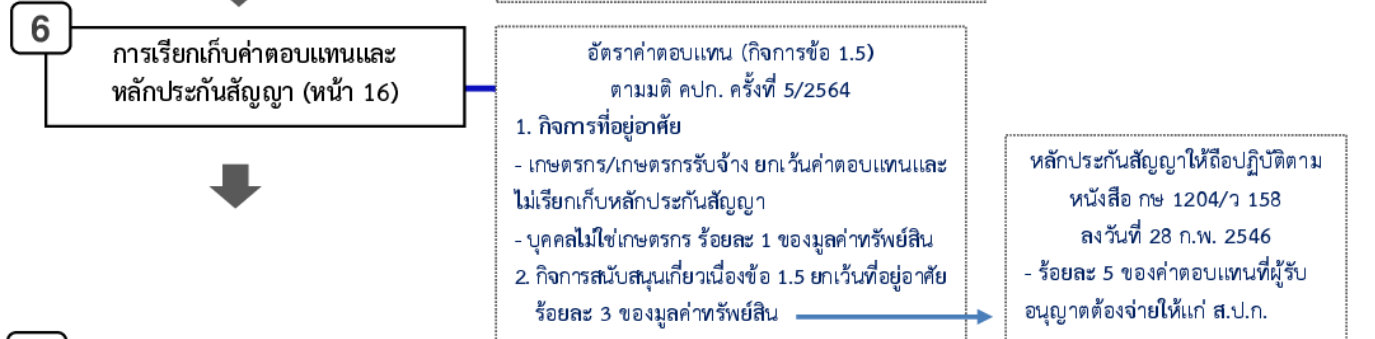 6
การเรียกเก็บค่าตอบแทนและ
หลักประกันสัญญา (หน้า 16)
อัตราค่าตอบแทน (กิจการข้อ 1.5)
ตามมติ คปก. ครั้งที่ 5/2564
1. กิจการที่อยู่อาศัย
- เกษตรกร/เกษตรกรรับจ้าง ยกเว้นค่าตอบแทนและ
ไม่เรียกเก็บหลักประกันสัญญา
- บุคคลไม่ใช่เกษตรกร ร้อยละ 1 ของมูลค่าทรัพย์สิน
2. กิจการสนับสนุนเกี่ยวเนื่องข้อ 1.5 ยกเว้นที่อยู่อาศัย
ร้อยละ 3 ของมูลค่าทรัพย์สิน
หลักประกันสัญญาให้ถือปฏิบัติตาม
หนังสือ กษ 1204/ว 158
ลงวันที่ 28 ก.พ. 2546
- ร้อยละ 5 ของค่าตอบแทนที่ผู้รับ
อนุญาตต้องจ่ายให้แก่ ส.ป.ก.